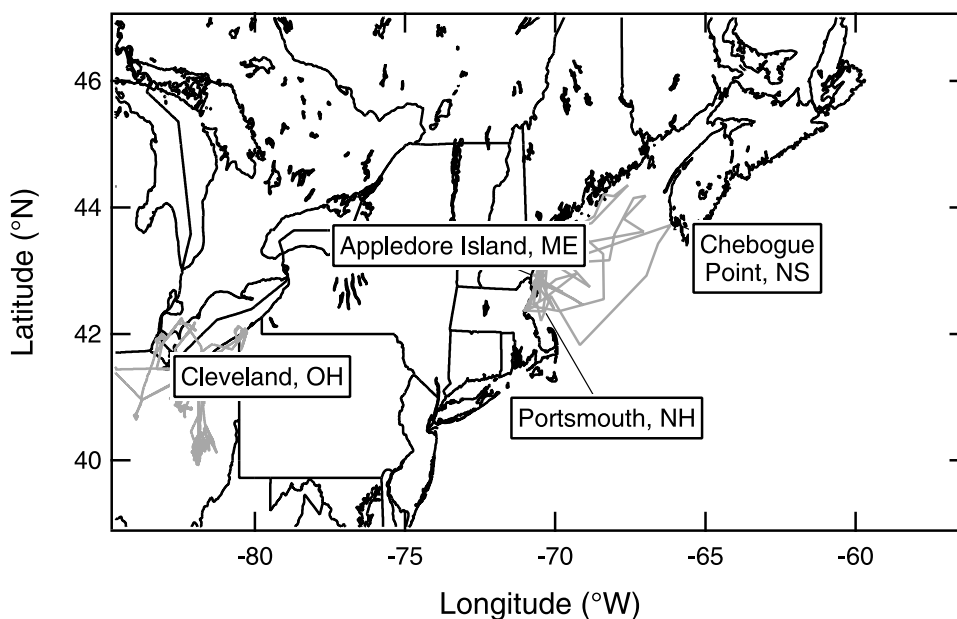 46
44
42
40
Latitude (°N)
Appledore Island, ME
Chebogue
Point, NS
Cleveland, OH
Portsmouth, NH
-80
-75
-70
-65
-60
Longitude (°W)